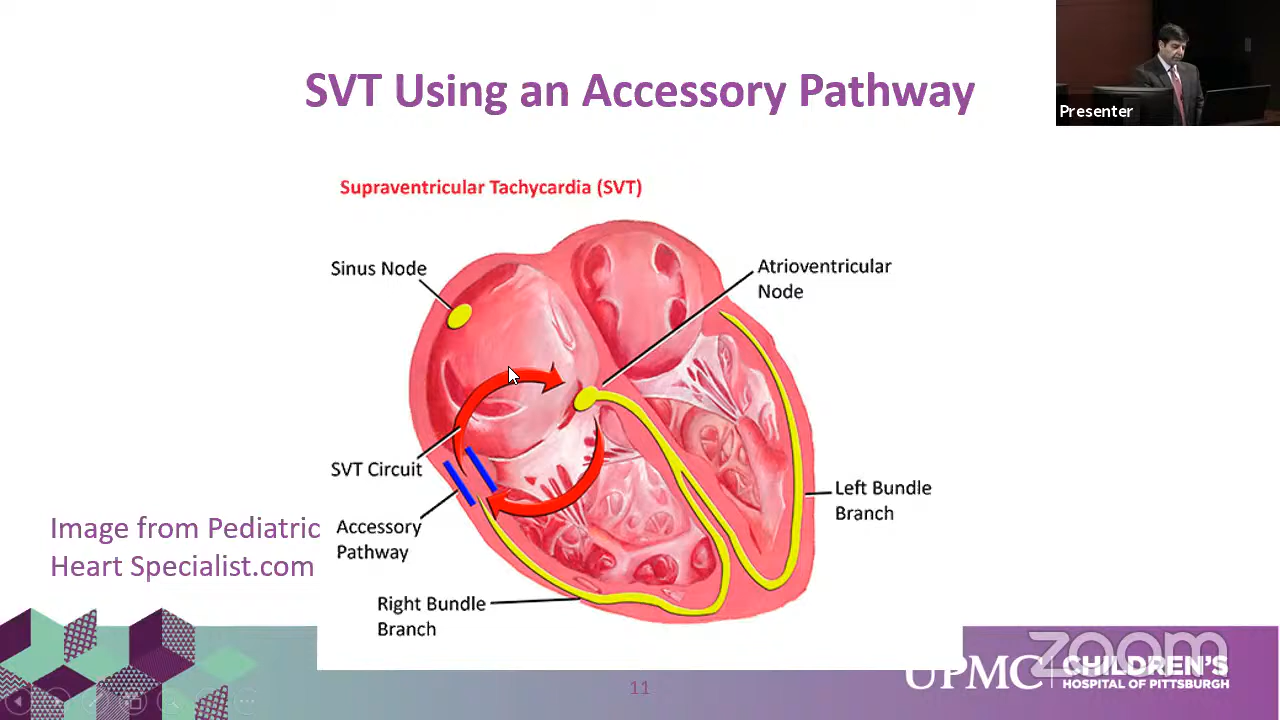 SVT Using an Accessory Pathway
Presenter
Supraventricular Tachycardia (SVT)
Sinus Node
Atrioventricular
Node
SVT Circuit
Accessory
Pathway
Left Bundle
Branch
Right Bundle
Branch
Image from Pediatric
Heart Specialist.com
zoom
UPMC CHILDREN'S
HOSPITAL OF PITTSBURGH
11